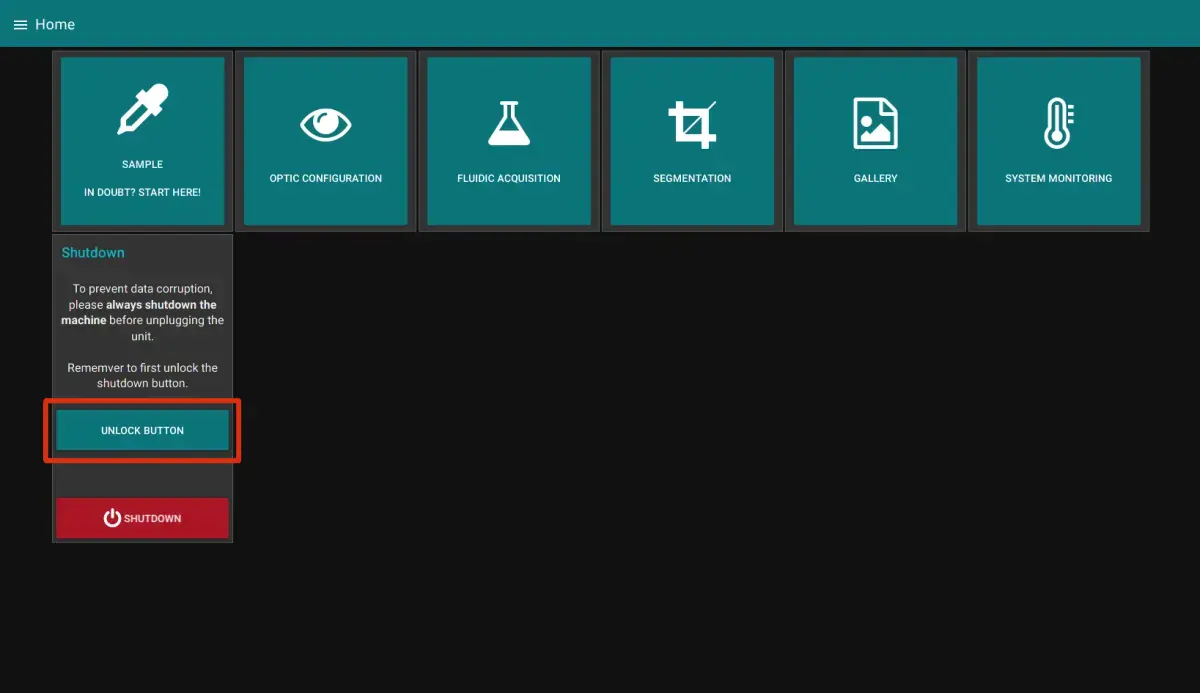 Home
SAMPLE
IN DOUBT? START HERE!
OPTIC CONFIGURATION
FLUIDIC ACQUISITION
SEGMENTATION
GALLERY
SYSTEM MONITORING
Shutdown
To prevent data corruption,
please always shutdown the
machine before unplugging the
unit.
Rememver to first unlock the
shutdown button.
UNLOCK BUTTON
SHUTDOWN